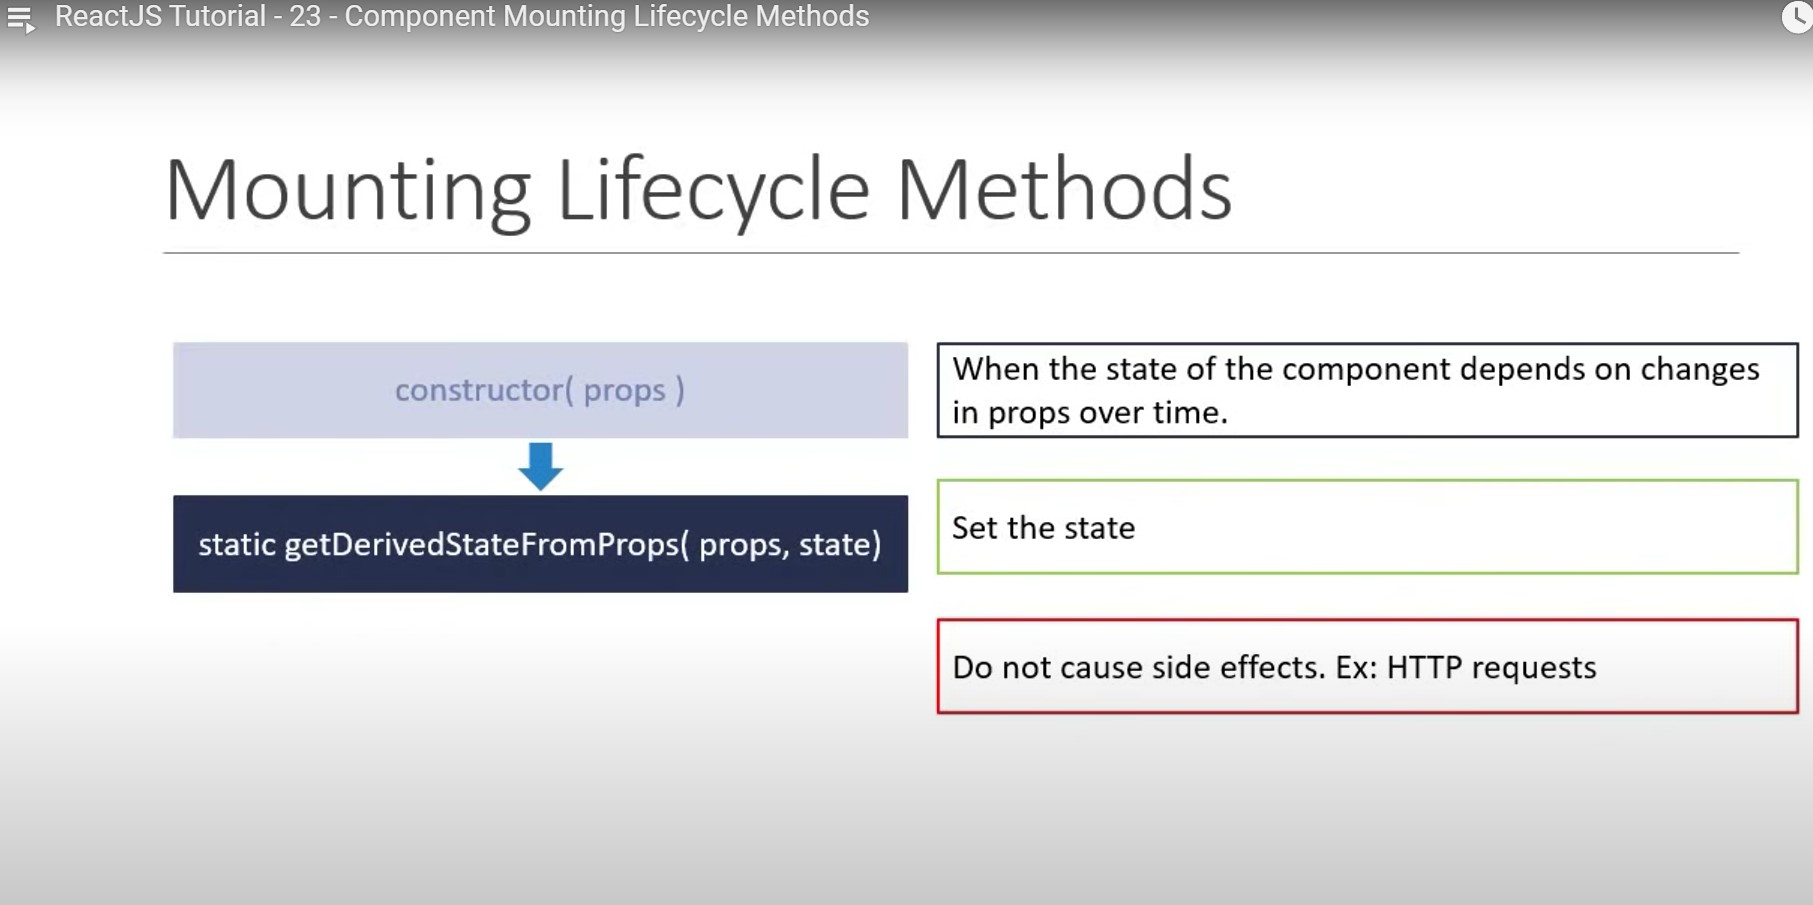 ReactJS Tutorial - 23 - Component Mounting Lifecycle Methods
Mounting Lifecycle Methods
constructor( props )
When the state of the component depends on changes
in props over time.
static getDerivedStateFromProps( props, state)
Set the state
Do not cause side effects. Ex: HTTP requests